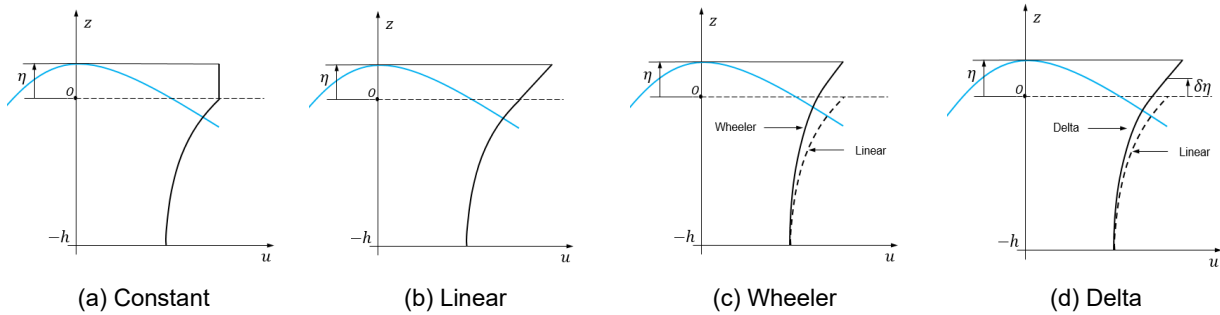 z
η
O
−h
u
(a) Constant
z
η
O
−h
u
(b) Linear
z
η
O
Wheeler
Linear
−h
u
(c) Wheeler
z
η
δη
O
Delta
Linear
−h
u
(d) Delta